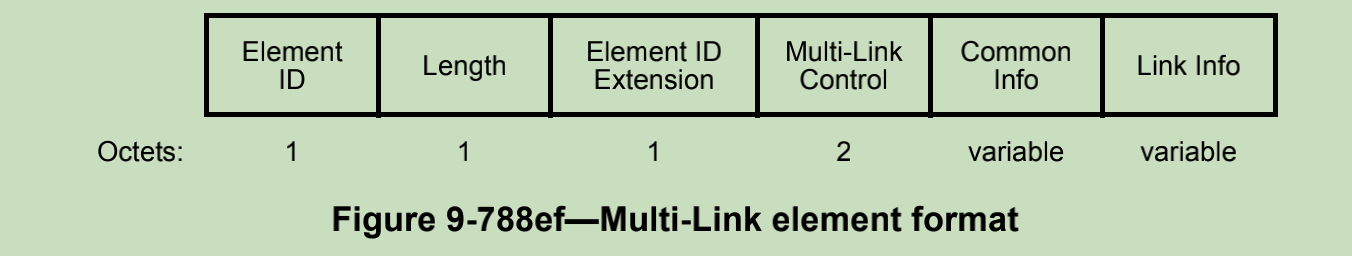 Element ID Length Element ID Extension Multi-Link Control Common Info Link Info
Octets: 1 1 1 2 variable variable
Figure 9-788ef—Multi-Link element format